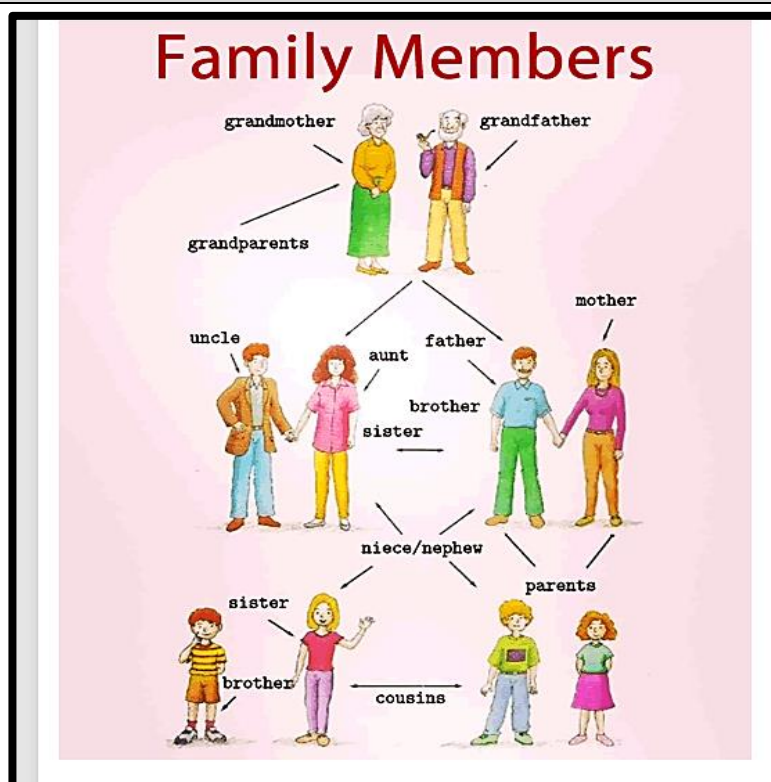 Family Members
grandmother
grandfather
grandparents
mother
uncle
aunt
father
brother
sister
niece/nephew
parents
sister
brother
cousins